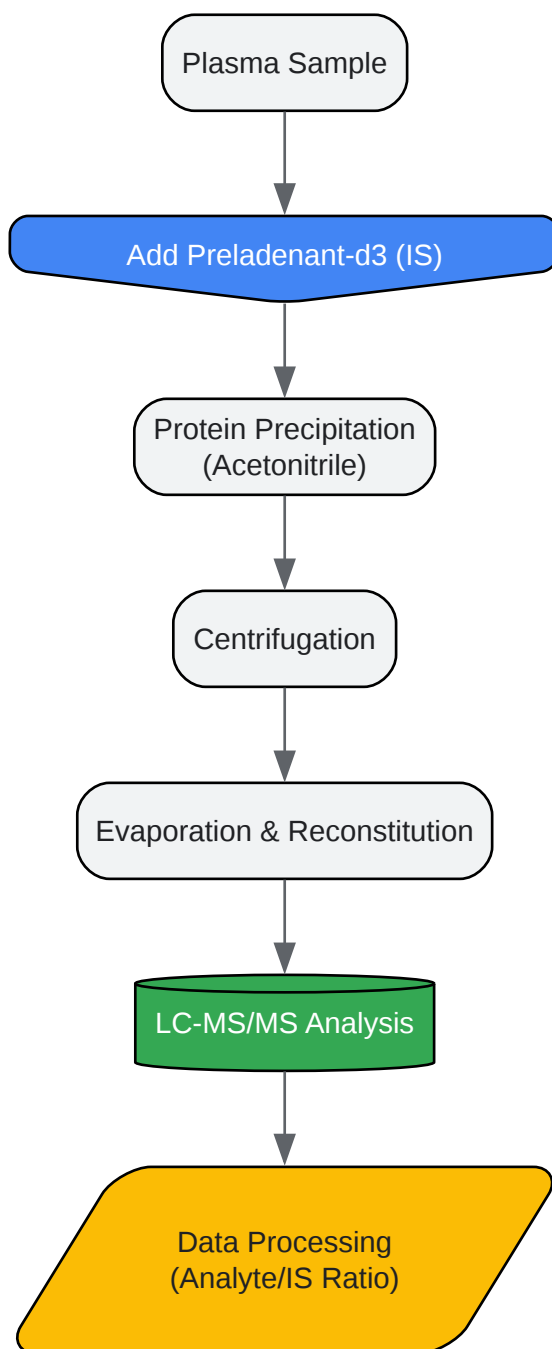 Plasma Sample
Add Preladenant-d3 (IS)
Protein Precipitation
(Acetonitrile)
Centrifugation
Evaporation & Reconstitution
LC-MS/MS Analysis
Data Processing
(Analyte/IS Ratio)